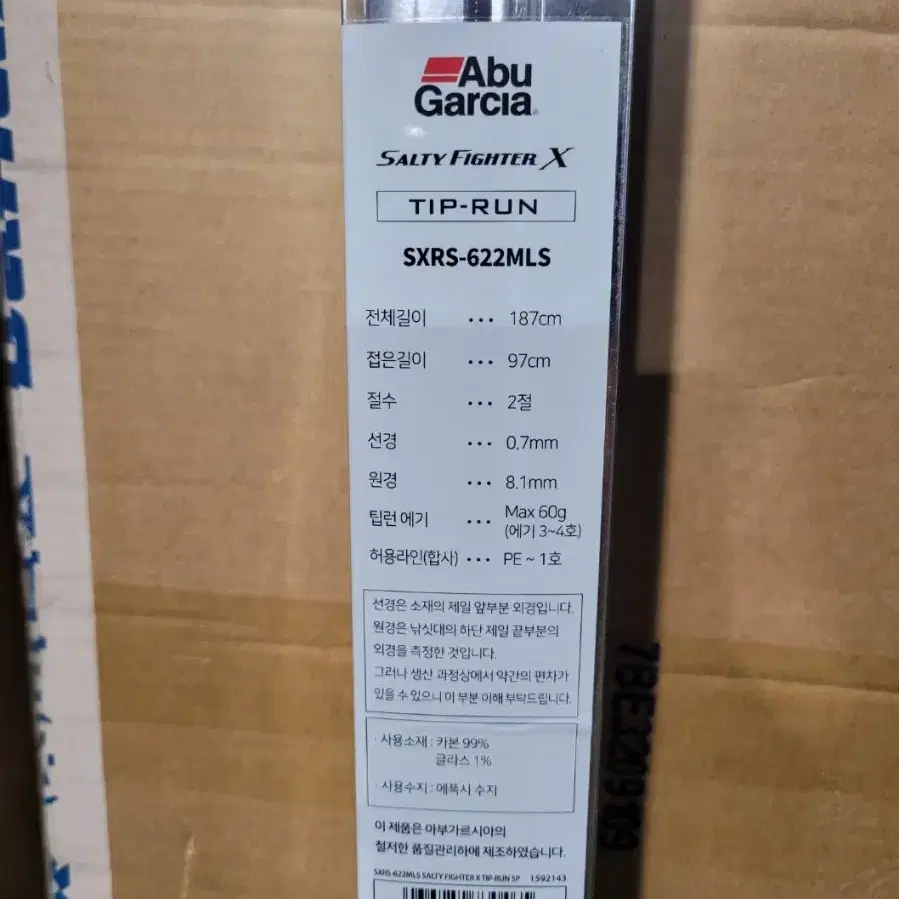 Abu
Garcia
SALTY FIGHTER X
TIP-RUN
SXRS-622MLS
전체길이 ••• 187cm
접은길이 ••• 97cm
절수 ••• 2절
선경 ••• 0.7mm
원경 ••• 8.1mm
팁런 에기 ••• Max 60g
(에기 3~4호)
허용라인(합사) ••• PE ~ 1호
선경은 소재의 제일 앞부분 외경입니다.
원경은 낚싯대의 하단 제일 끝부분의
외경을 측정한 것입니다.
그러나 생산 과정상에서 약간의 편차가
있을 수 있으니 이 부분 이해 부탁드립니다.
· 사용소재 : 카본 99%
글라스 1%
· 사용수지 : 에폭시 수지
이 제품은 아부가르시아의
철저한 품질관리하에 제조하였습니다.
SXRS-622MLS SALTY FIGHTER X TIP-RUN SP 1592143